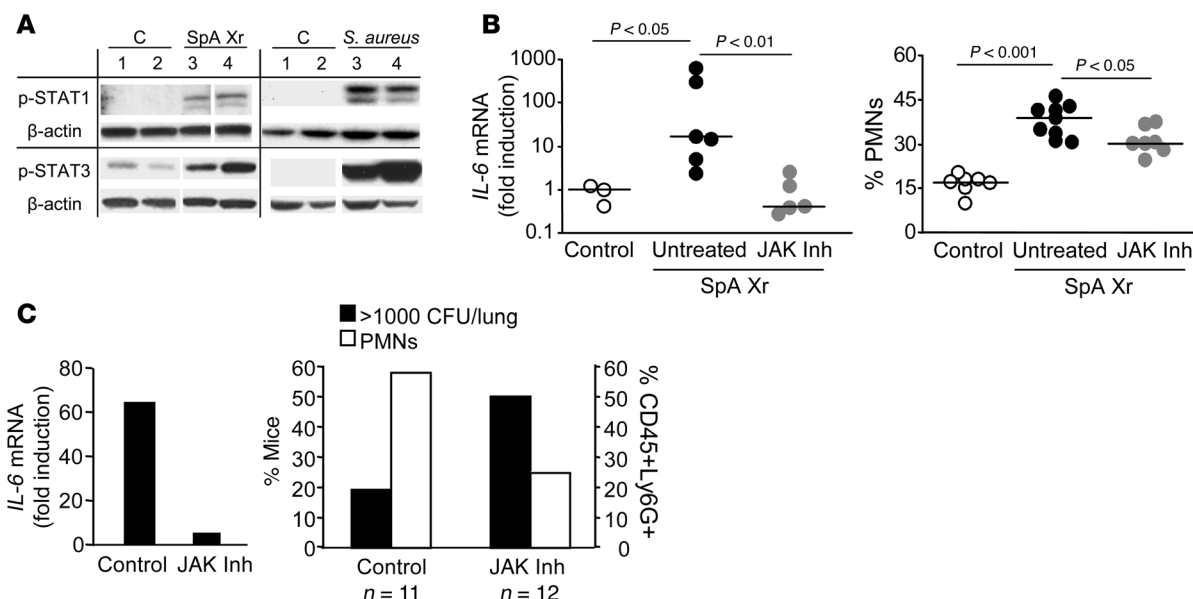 A
C SpA Xr C S. aureus
1 2 3 4 1 2 3 4
p-STAT1
β-actin
p-STAT3
β-actin
B
P < 0.05
P < 0.01
IL-6 mRNA
(fold induction)
1000
100
10
1
0.1
Control Untreated JAK Inh
SpA Xr
P < 0.001
P < 0.05
% PMNs
60
45
30
15
0
Control Untreated JAK Inh
SpA Xr
C
IL-6 mRNA
(fold induction)
80
60
40
20
0
Control JAK Inh
>1000 CFU/lung
PMNs
% Mice
60
50
40
30
20
10
0
60
50
40
30
20
10
0
% CD45+Ly6G+
Control JAK Inh
n = 11 n = 12